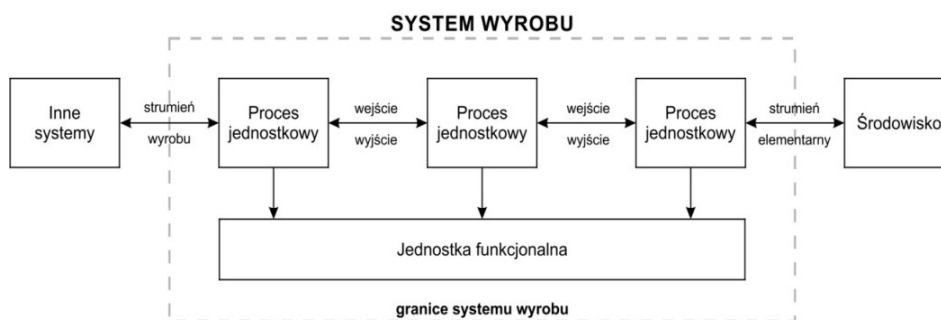 SYSTEM WYROBU
Inne
systemy
strumień
wyrobu
Proces
jednostkowy
wejście
wyjście
Proces
jednostkowy
wejście
wyjście
Proces
jednostkowy
strumień
elementarny
Środowisko
Jednostka funkcjonalna
granice systemu wyrobu